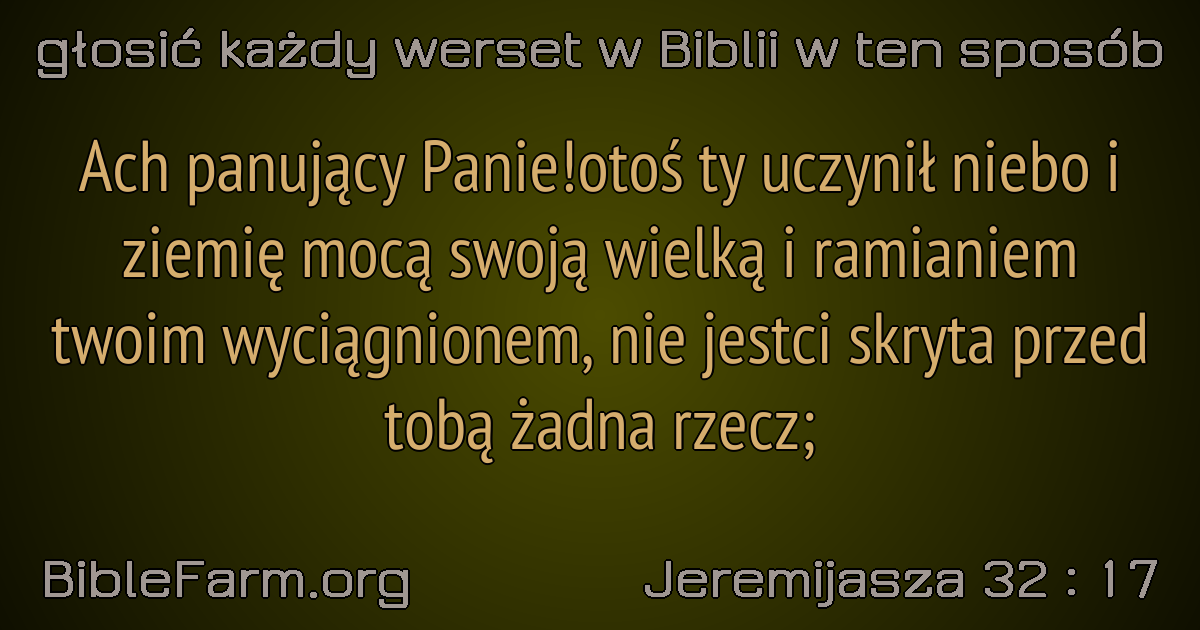 głosić każdy werset w Biblii w ten sposób
Ach panujący Panie!otoś ty uczynił niebo i
ziemię mocą swoją wielką i ramianiem
twoim wyciągnionem, nie jestci skryta przed
tobą żadna rzecz;
BibleFarm.org
Jeremijasza 32 : 17